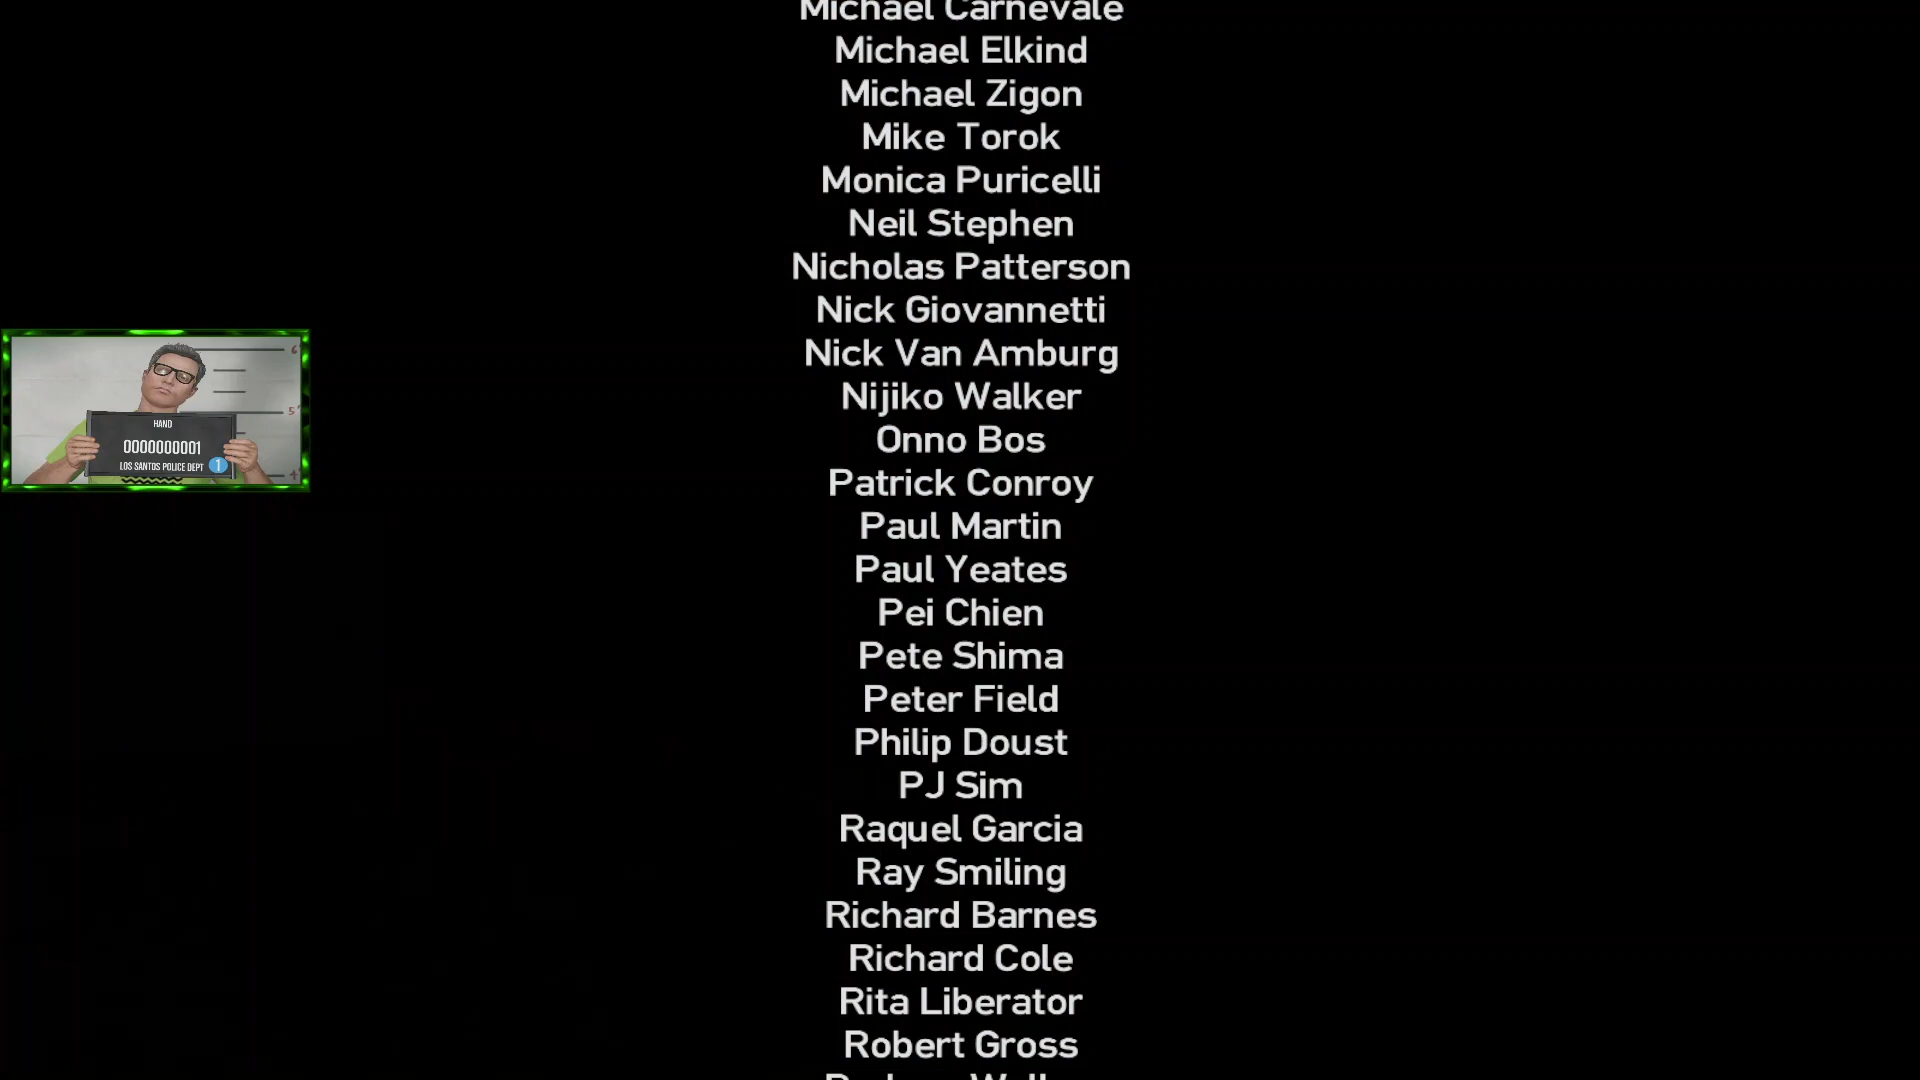 Michael Carnevale
Michael Elkind
Michael Zigon
Mike Torok
Monica Puricelli
Neil Stephen
Nicholas Patterson
Nick Giovannetti
Nick Van Amburg
Nijiko Walker
Onno Bos
Patrick Conroy
Paul Martin
Paul Yeates
Pei Chien
Pete Shima
Peter Field
Philip Doust
PJ Sim
Raquel Garcia
Ray Smiling
Richard Barnes
Richard Cole
Rita Liberator
Robert Gross
6'
5'
HAND
0000000001
LOS SANTOS POLICE DEPT
1